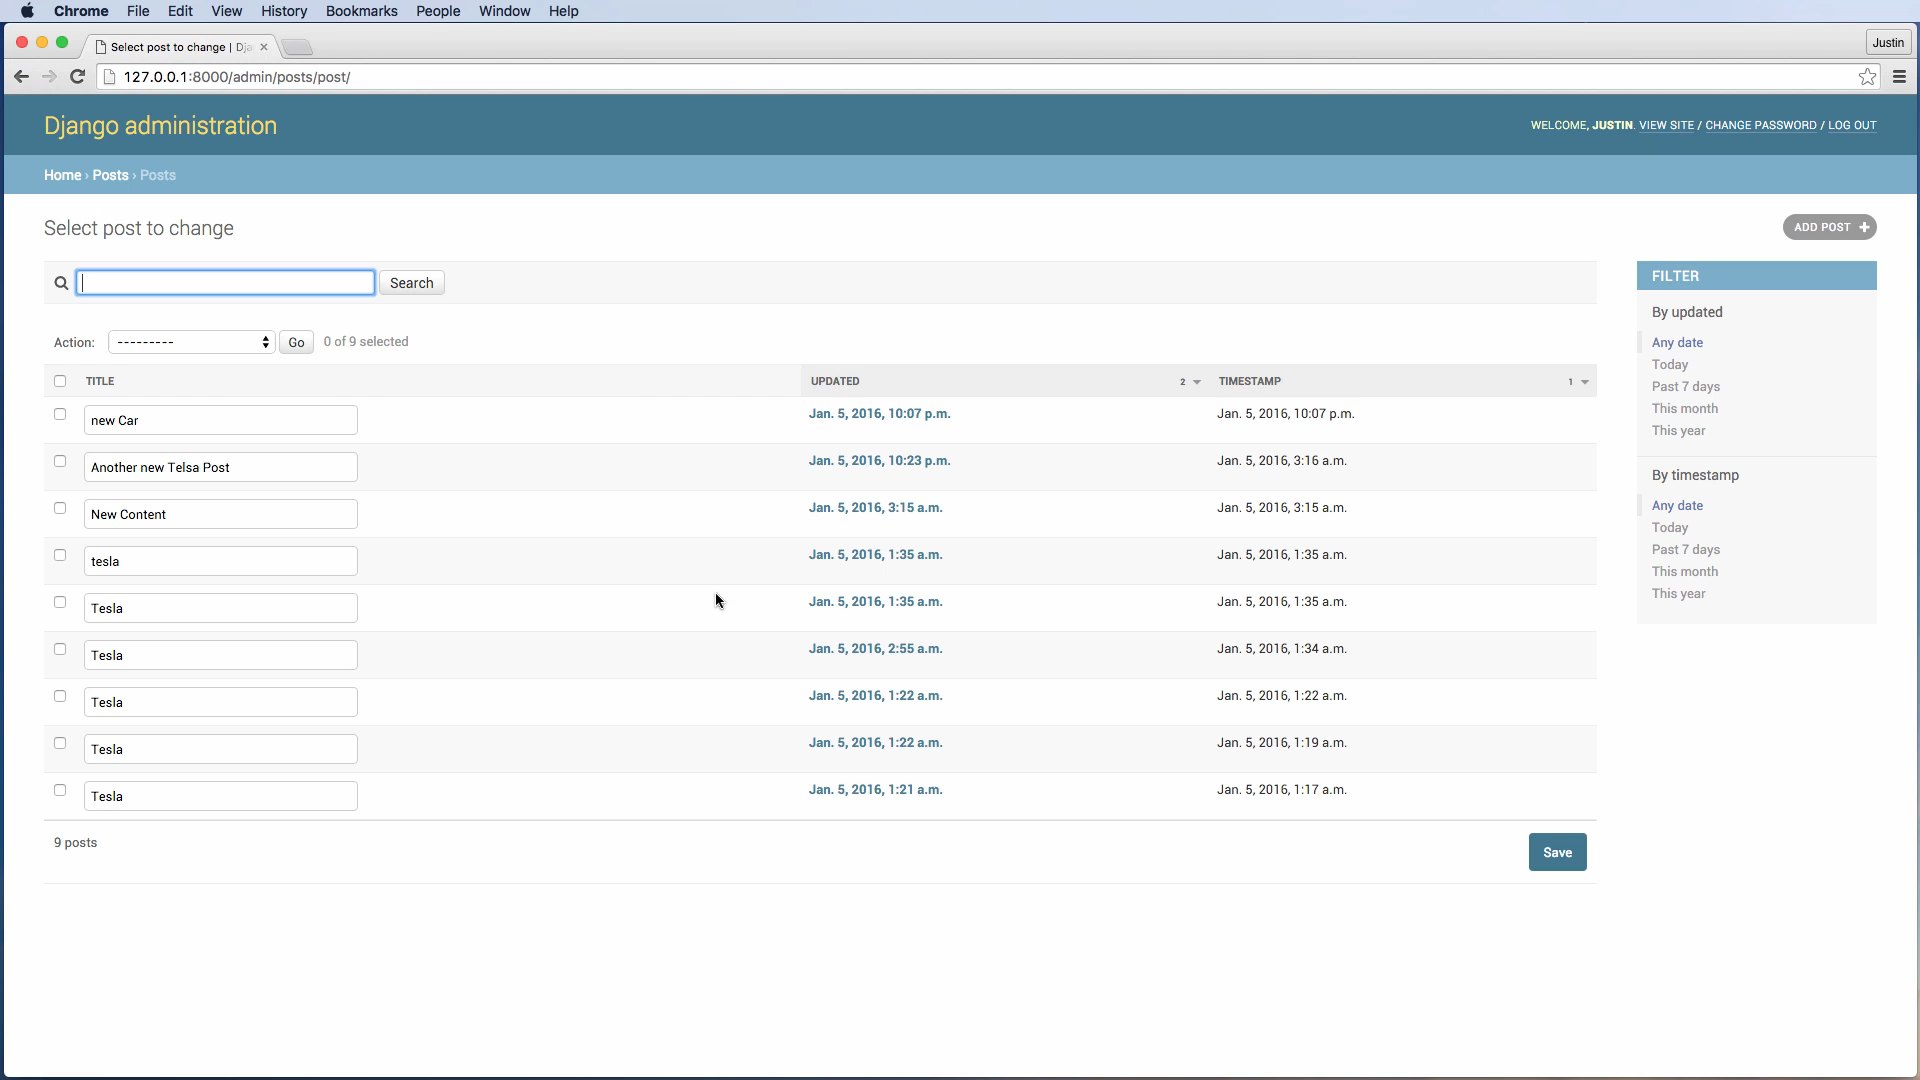 Chrome File Edit View History Bookmarks People Window Help
Select post to change | Dja
Justin
127.0.0.1:8000/admin/posts/post/
Django administration
WELCOME, JUSTIN. VIEW SITE / CHANGE PASSWORD / LOG OUT
Home › Posts › Posts
Select post to change
ADD POST +
Search
FILTER
By updated
Any date
Today
Past 7 days
This month
This year
By timestamp
Any date
Today
Past 7 days
This month
This year
Action: --------- Go 0 of 9 selected
TITLE UPDATED 2 TIMESTAMP 1
new Car Jan. 5, 2016, 10:07 p.m. Jan. 5, 2016, 10:07 p.m.
Another new Telsa Post Jan. 5, 2016, 10:23 p.m. Jan. 5, 2016, 3:16 a.m.
New Content Jan. 5, 2016, 3:15 a.m. Jan. 5, 2016, 3:15 a.m.
tesla Jan. 5, 2016, 1:35 a.m. Jan. 5, 2016, 1:35 a.m.
Tesla Jan. 5, 2016, 1:35 a.m. Jan. 5, 2016, 1:35 a.m.
Tesla Jan. 5, 2016, 2:55 a.m. Jan. 5, 2016, 1:34 a.m.
Tesla Jan. 5, 2016, 1:22 a.m. Jan. 5, 2016, 1:22 a.m.
Tesla Jan. 5, 2016, 1:22 a.m. Jan. 5, 2016, 1:19 a.m.
Tesla Jan. 5, 2016, 1:21 a.m. Jan. 5, 2016, 1:17 a.m.
9 posts
Save